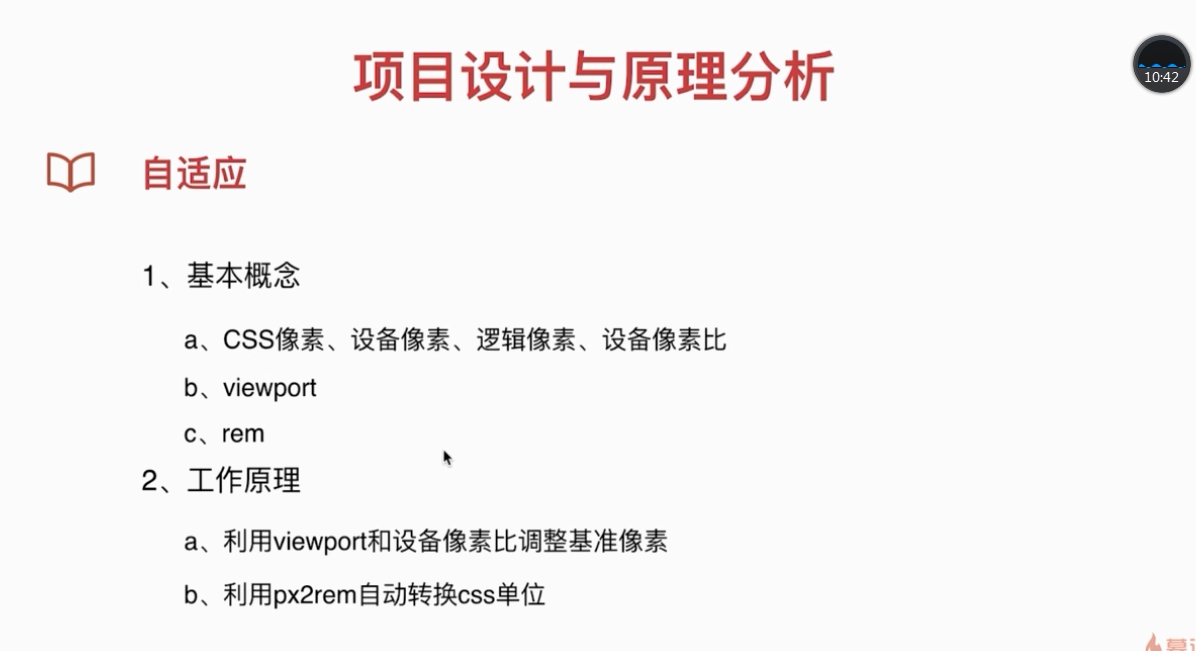 项目设计与原理分析
10:42
自适应
1、基本概念
a、CSS像素、设备像素、逻辑像素、设备像素比
b、viewport
c、rem
2、工作原理
a、利用viewport和设备像素比调整基准像素
b、利用px2rem自动转换css单位